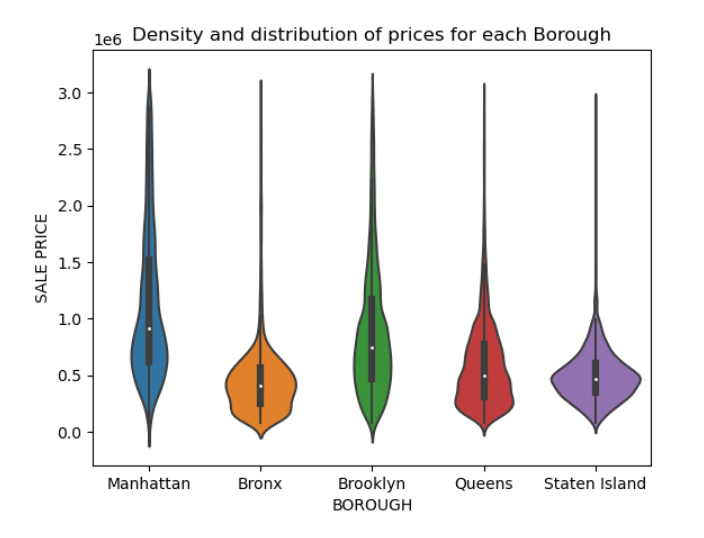 Density and distribution of prices for each Borough
1e6
3.0
2.5
2.0
1.5
1.0
0.5
0.0
SALE PRICE
Manhattan Bronx Brooklyn Queens Staten Island
BOROUGH